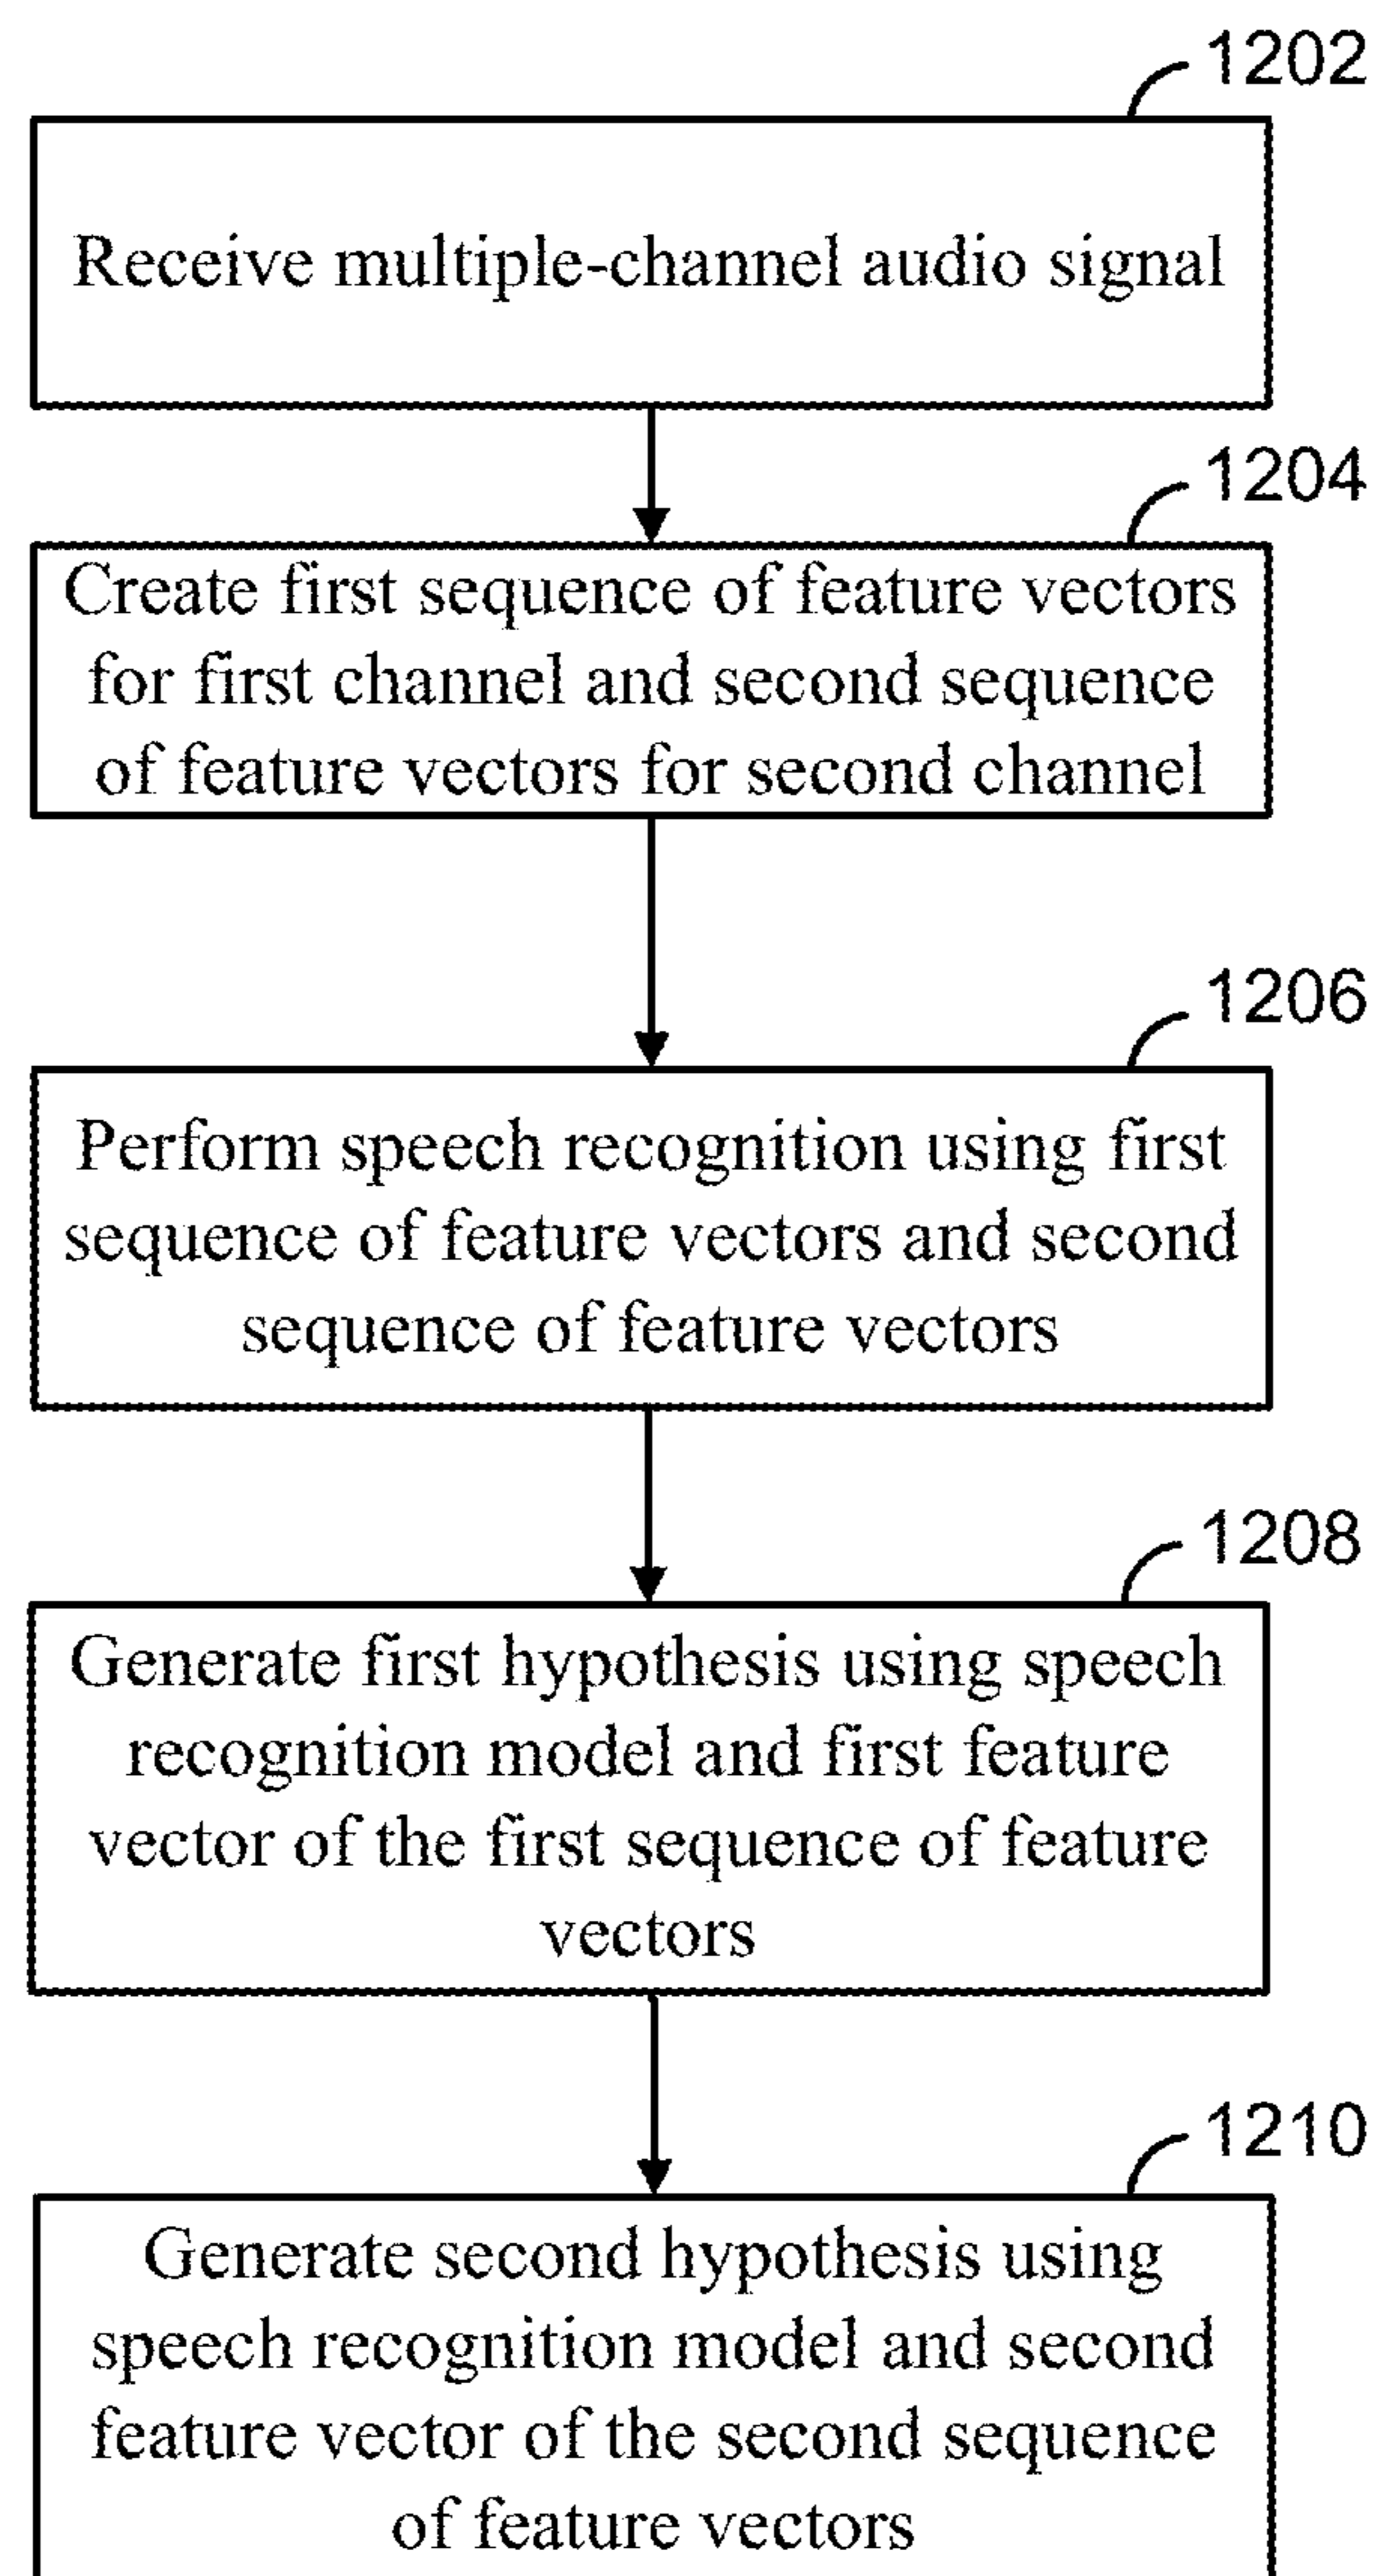 1202
Receive multiple-channel audio signal
1204
Create first sequence of feature vectors
for first channel and second sequence
of feature vectors for second channel
1206
Perform speech recognition using first
sequence of feature vectors and second
sequence of feature vectors
1208
Generate first hypothesis using speech
recognition model and first feature
vector of the first sequence of feature
vectors
1210
Generate second hypothesis using
speech recognition model and second
feature vector of the second sequence
of feature vectors